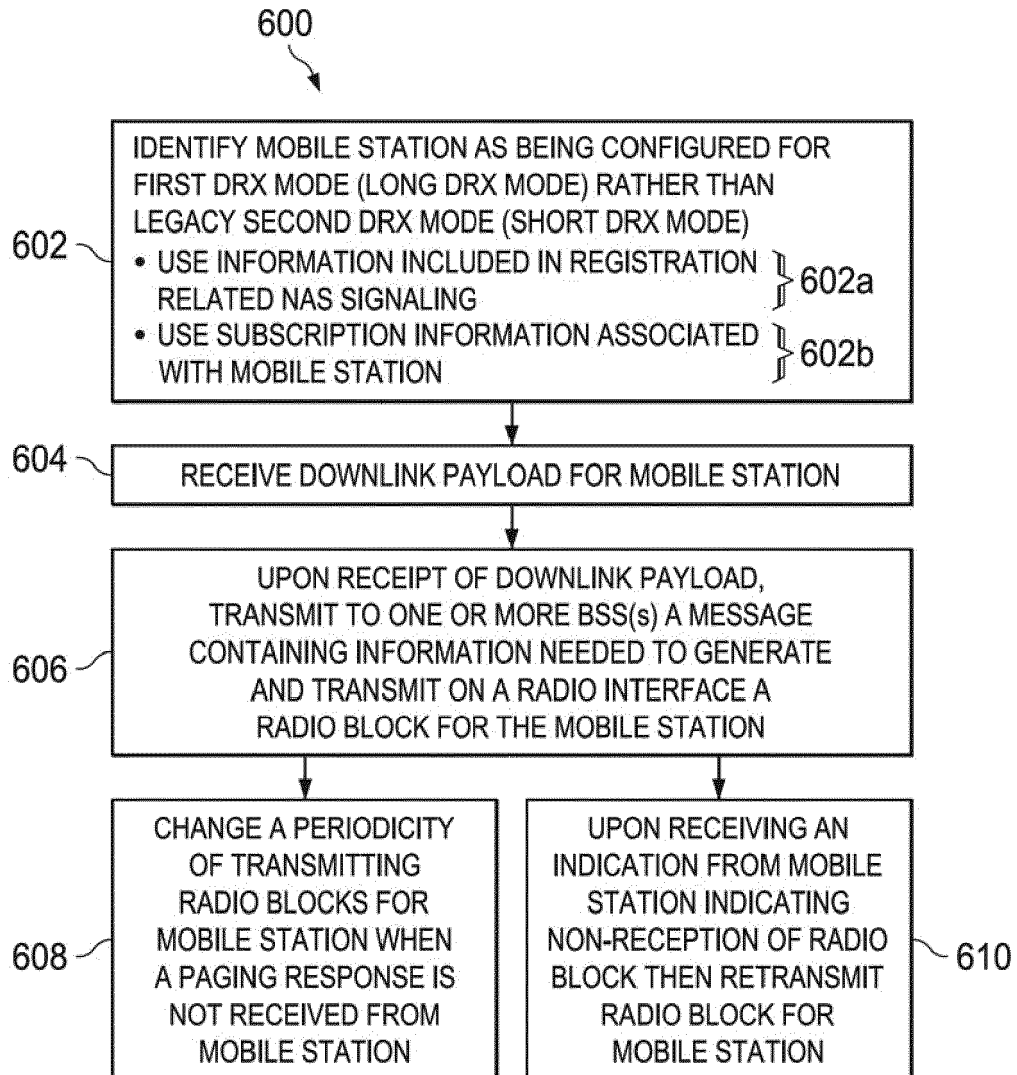 600
IDENTIFY MOBILE STATION AS BEING CONFIGURED FOR
FIRST DRX MODE (LONG DRX MODE) RATHER THAN
LEGACY SECOND DRX MODE (SHORT DRX MODE)
602
• USE INFORMATION INCLUDED IN REGISTRATION
RELATED NAS SIGNALING
602a
• USE SUBSCRIPTION INFORMATION ASSOCIATED
WITH MOBILE STATION
602b
604
RECEIVE DOWNLINK PAYLOAD FOR MOBILE STATION
UPON RECEIPT OF DOWNLINK PAYLOAD,
TRANSMIT TO ONE OR MORE BSS(s) A MESSAGE
CONTAINING INFORMATION NEEDED TO GENERATE
AND TRANSMIT ON A RADIO INTERFACE A
RADIO BLOCK FOR THE MOBILE STATION
606
CHANGE A PERIODICITY
OF TRANSMITTING
RADIO BLOCKS FOR
MOBILE STATION WHEN
A PAGING RESPONSE IS
NOT RECEIVED FROM
MOBILE STATION
608
UPON RECEIVING AN
INDICATION FROM MOBILE
STATION INDICATING
NON-RECEPTION OF RADIO
BLOCK THEN RETRANSMIT
RADIO BLOCK FOR
MOBILE STATION
610